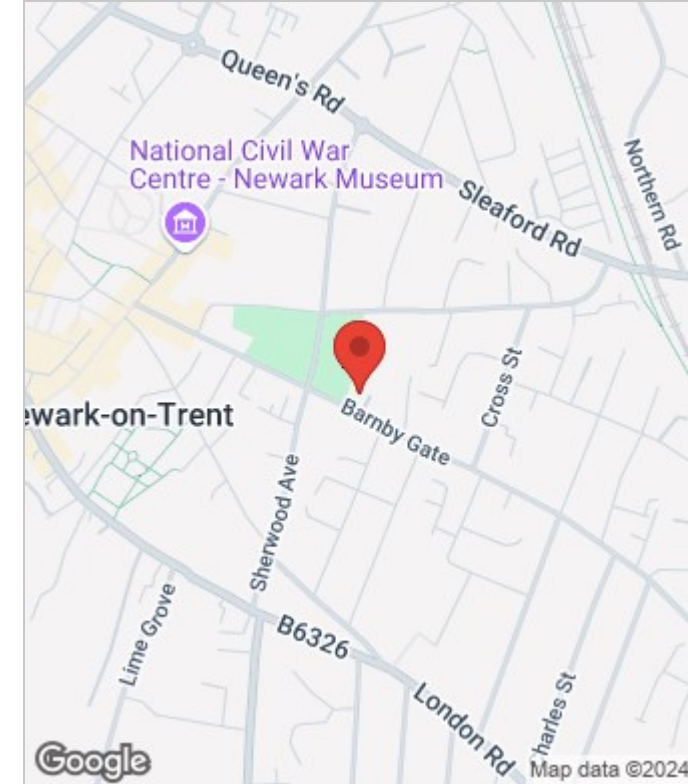 Queen's Rd
National Civil War
Centre - Newark Museum
Sleaford Rd
Northern Rd
ewark-on-Trent
Barnby Gate
Cross St
Sherwood Ave
Lime Grove
B6326
London Rd
harles St
Google
Map data ©2024